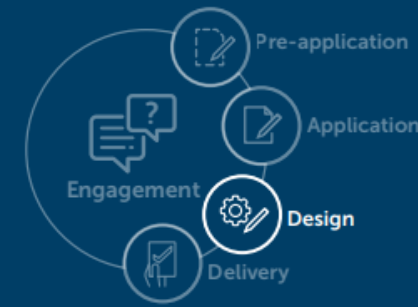 Pre-application
Application
?
Engagement
Design
Delivery